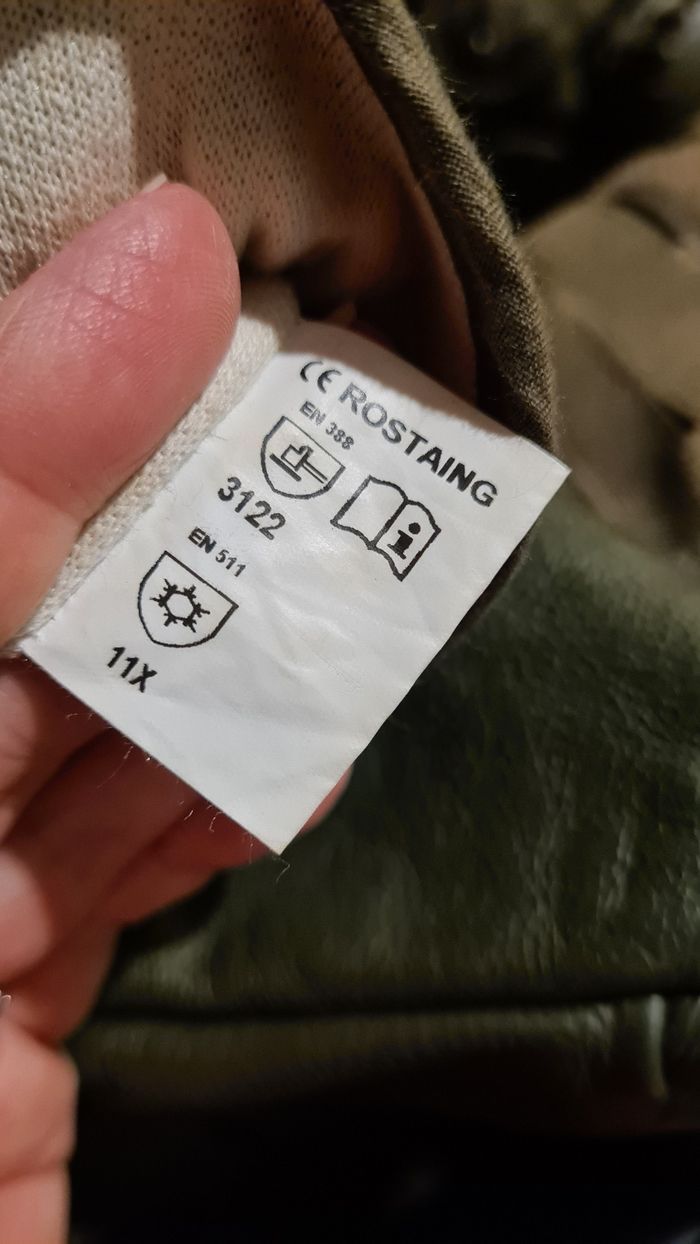 CE ROSTAING
EN 388
3122
EN 511
11X